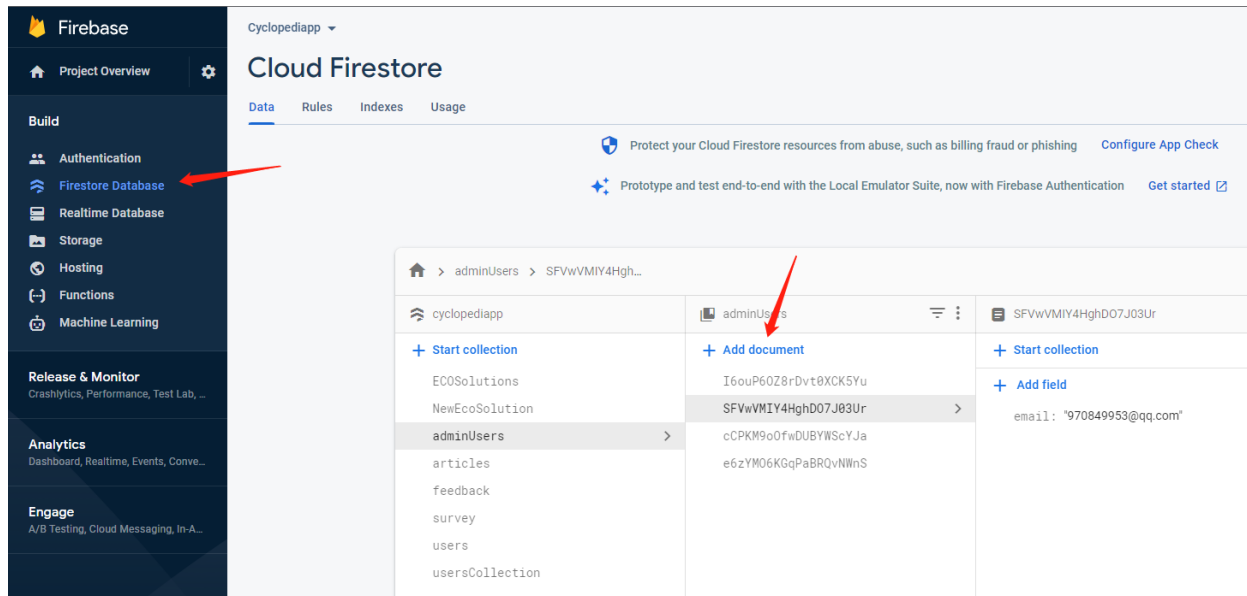 Firebase
Project Overview
Build
Authentication
Firestore Database
Realtime Database
Storage
Hosting
Functions
Machine Learning
Release & Monitor
Crashlytics, Performance, Test Lab, ...
Analytics
Dashboard, Realtime, Events, Conve...
Engage
A/B Testing, Cloud Messaging, In-A...
Cyclopediapp
Cloud Firestore
Data Rules Indexes Usage
Protect your Cloud Firestore resources from abuse, such as billing fraud or phishing Configure App Check
Prototype and test end-to-end with the Local Emulator Suite, now with Firebase Authentication Get started
> adminUsers > SFVwVMIY4Hgh...
cyclopediapp
+ Start collection
ECOSolutions
NewEcoSolution
adminUsers >
articles
feedback
survey
users
usersCollection
adminUsers
+ Add document
I6ouP6OZ8rDvt0XCK5Yu
SFVwVMIY4HghDO7J03Ur >
cCPKM9oOfwDUBYWScYJa
e6zYMO6KGqPaBRQvNWnS
SFVwVMIY4HghDO7J03Ur
+ Start collection
+ Add field
email: "970849953@qq.com"